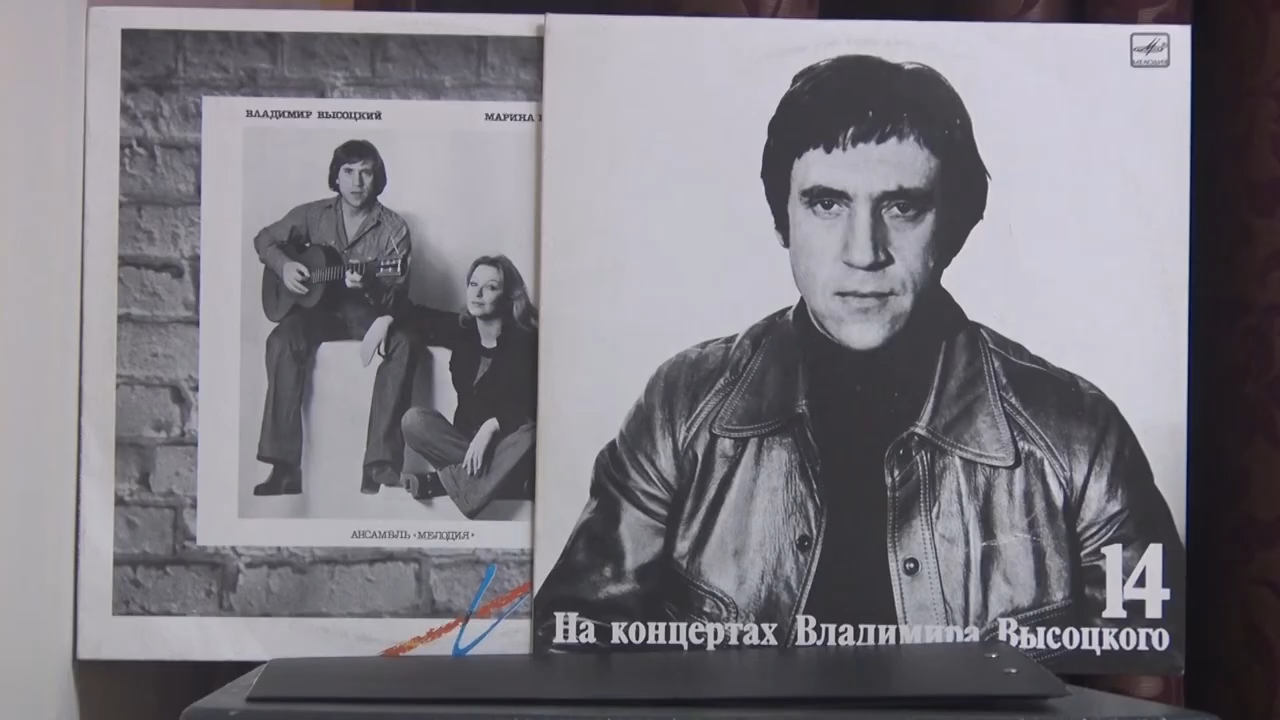 ВЛАДИМИР ВЫСОЦКИЙ
МАРИНА
АНСАМБЛЬ «МЕЛОДИЯ»
МЕЛОДИЯ
14
На концертах Владимира Высоцкого